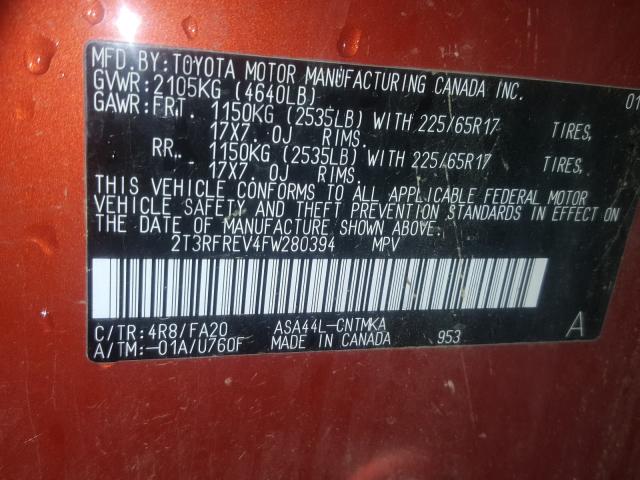 MFD.BY:TOYOTA MOTOR MANUFACTURING CANADA INC.
GVWR:2105KG (4640LB) 01
GAWR:FRT. 1150KG (2535LB) WITH 225/65R17 TIRES,
17X7.0J RIMS.
RR. 1150KG (2535LB) WITH 225/65R17 TIRES,
17X7.0J RIMS.
THIS VEHICLE CONFORMS TO ALL APPLICABLE FEDERAL MOTOR
VEHICLE SAFETY AND THEFT PREVENTION STANDARDS IN EFFECT ON
THE DATE OF MANUFACTURE SHOWN ABOVE.
2T3RFREV4FW280394 MPV
C/TR:4R8/FA20 ASA44L-CNTMKA A
A/TM:-01A/U760F MADE IN CANADA 953